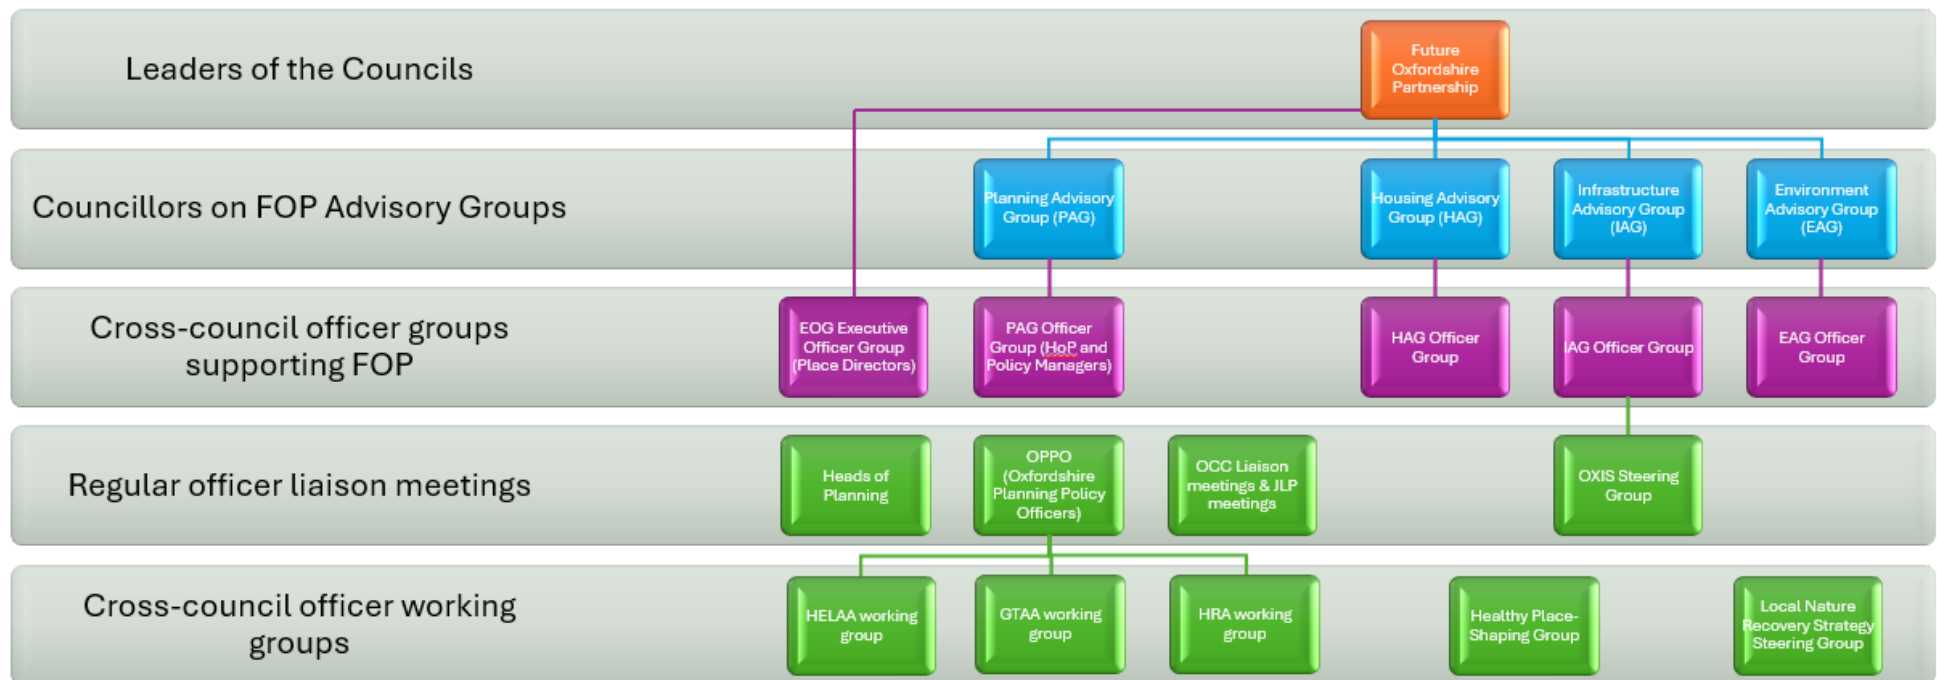 Leaders of the Councils
Future
Oxfordshire
Partnership
Councillors on FOP Advisory Groups
Planning Advisory
Group (PAG)
Housing Advisory
Group (HAG)
Infrastructure
Advisory Group
(IAG)
Environment
Advisory Group
(EAG)
Cross-council officer groups
supporting FOP
EOG Executive
Officer Group
(Place Directors)
PAG Officer
Group (HoP and
Policy Managers)
HAG Officer
Group
IAG Officer Group
EAG Officer
Group
Regular officer liaison meetings
Heads of
Planning
OPPO
(Oxfordshire
Planning Policy
Officers)
OCC Liaison
meetings & JLP
meetings
OXIS Steering
Group
Cross-council officer working
groups
HELAA working
group
GTAA working
group
HRA working
group
Healthy Place-
Shaping Group
Local Nature
Recovery Strategy
Steering Group